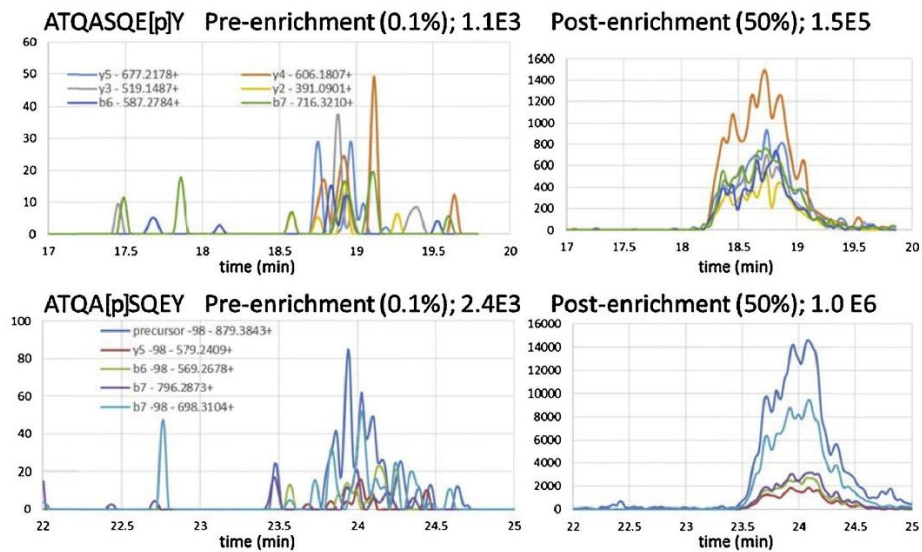 ATQASQE[p]Y Pre-enrichment (0.1%); 1.1E3 Post-enrichment (50%); 1.5E5
60
50
40
30
20
10
0
y5 - 677.2178+ y4 - 606.1807+
y3 - 519.1487+ y2 - 391.0901+
b6 - 587.2784+ b7 - 716.3210+
17 17.5 18 18.5 19 19.5 20
time (min)
1600
1400
1200
1000
800
600
400
200
0
17 17.5 18 18.5 19 19.5 20
time (min)
ATQA[p]SQEY Pre-enrichment (0.1%); 2.4E3 Post-enrichment (50%); 1.0 E6
100
80
60
40
20
0
precursor -98 - 879.3843+
y5 -98 - 579.2409+
b6 -98 - 569.2678+
b7 - 796.2873+
b7 -98 - 698.3104+
22 22.5 23 23.5 24 24.5 25
time (min)
16000
14000
12000
10000
8000
6000
4000
2000
0
22 22.5 23 23.5 24 24.5 25
time (min)